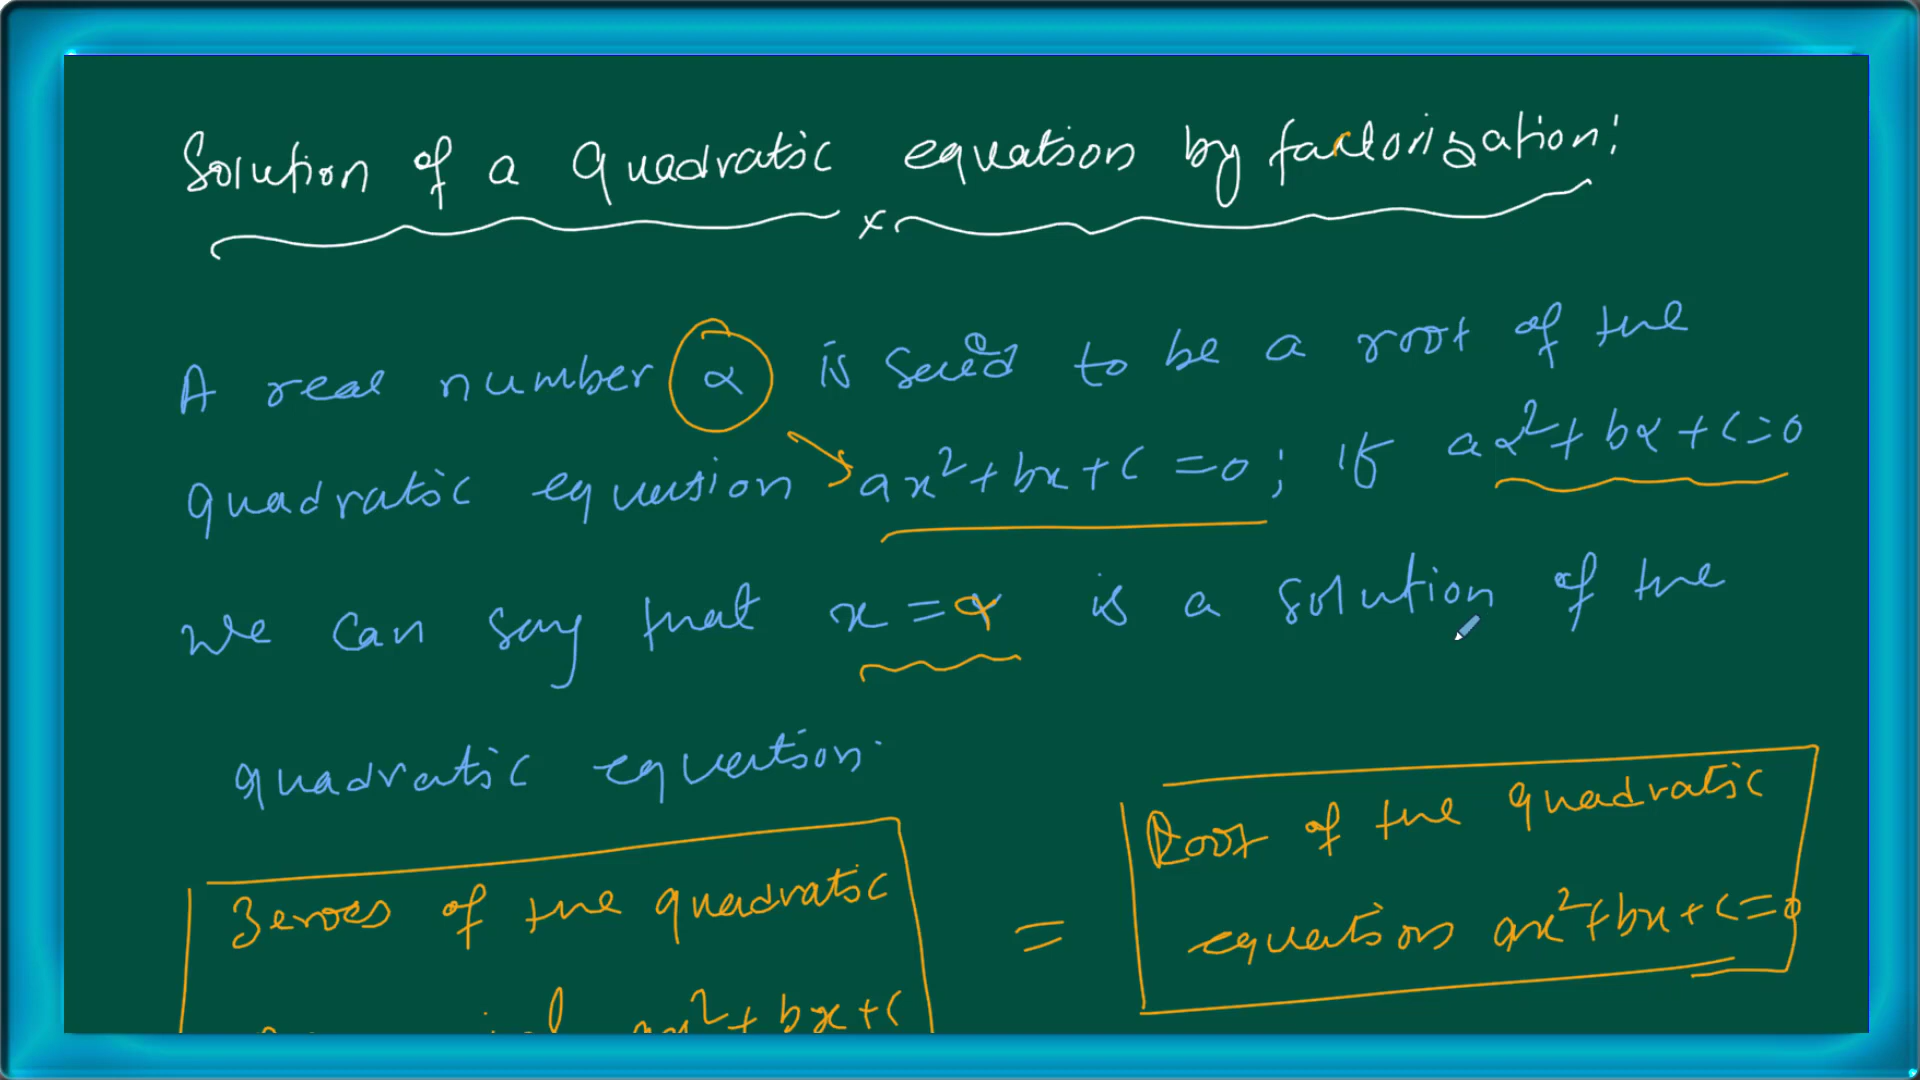 Solution of a Quadratic equation by factorization:
A real number α is said to be a root of the
quadratic equation ax²+bx+c=0; if aα²+bα+c=0
we can say that x=α is a solution of the
quadratic equation.
Zeroes of the quadratic
ax²+bx+c
=
Root of the quadratic
equation ax²+bx+c=0